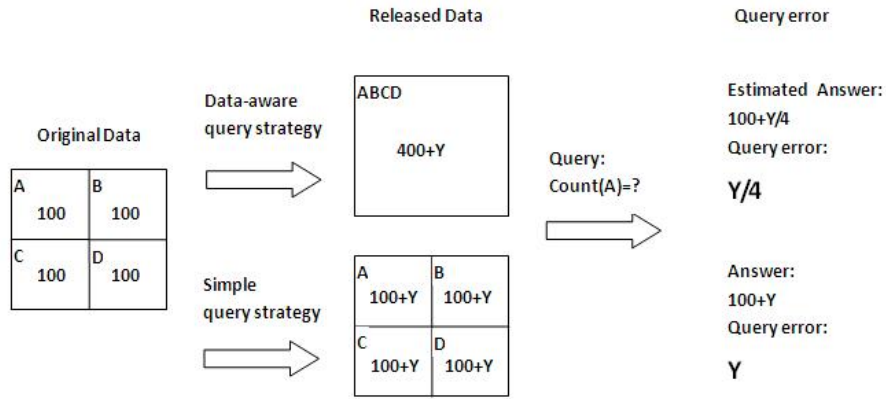 Released Data
Query error
Original Data
A
B
100
100
C
D
100
100
Data-aware
query strategy
ABCD
400+Y
Simple
query strategy
A
B
100+Y
100+Y
C
D
100+Y
100+Y
Query:
Count(A)=?
Estimated Answer:
100+Y/4
Query error:
Y/4
Answer:
100+Y
Query error:
Y